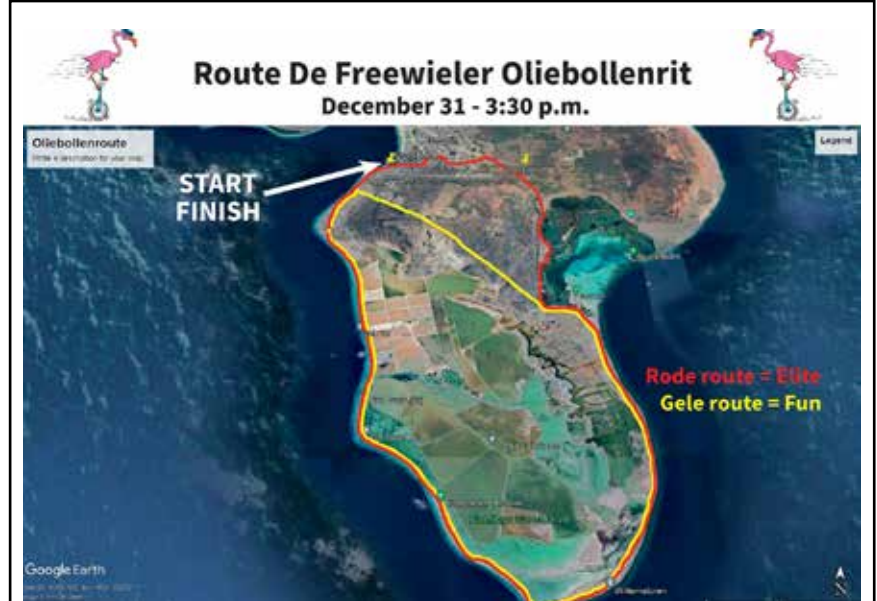 Route De Freewieler Oliebollenrit
December 31 - 3:30 p.m.
Oliebollenroute
Legend
START
FINISH
Rode route = Elite
Gele route = Fun
Google Earth
N